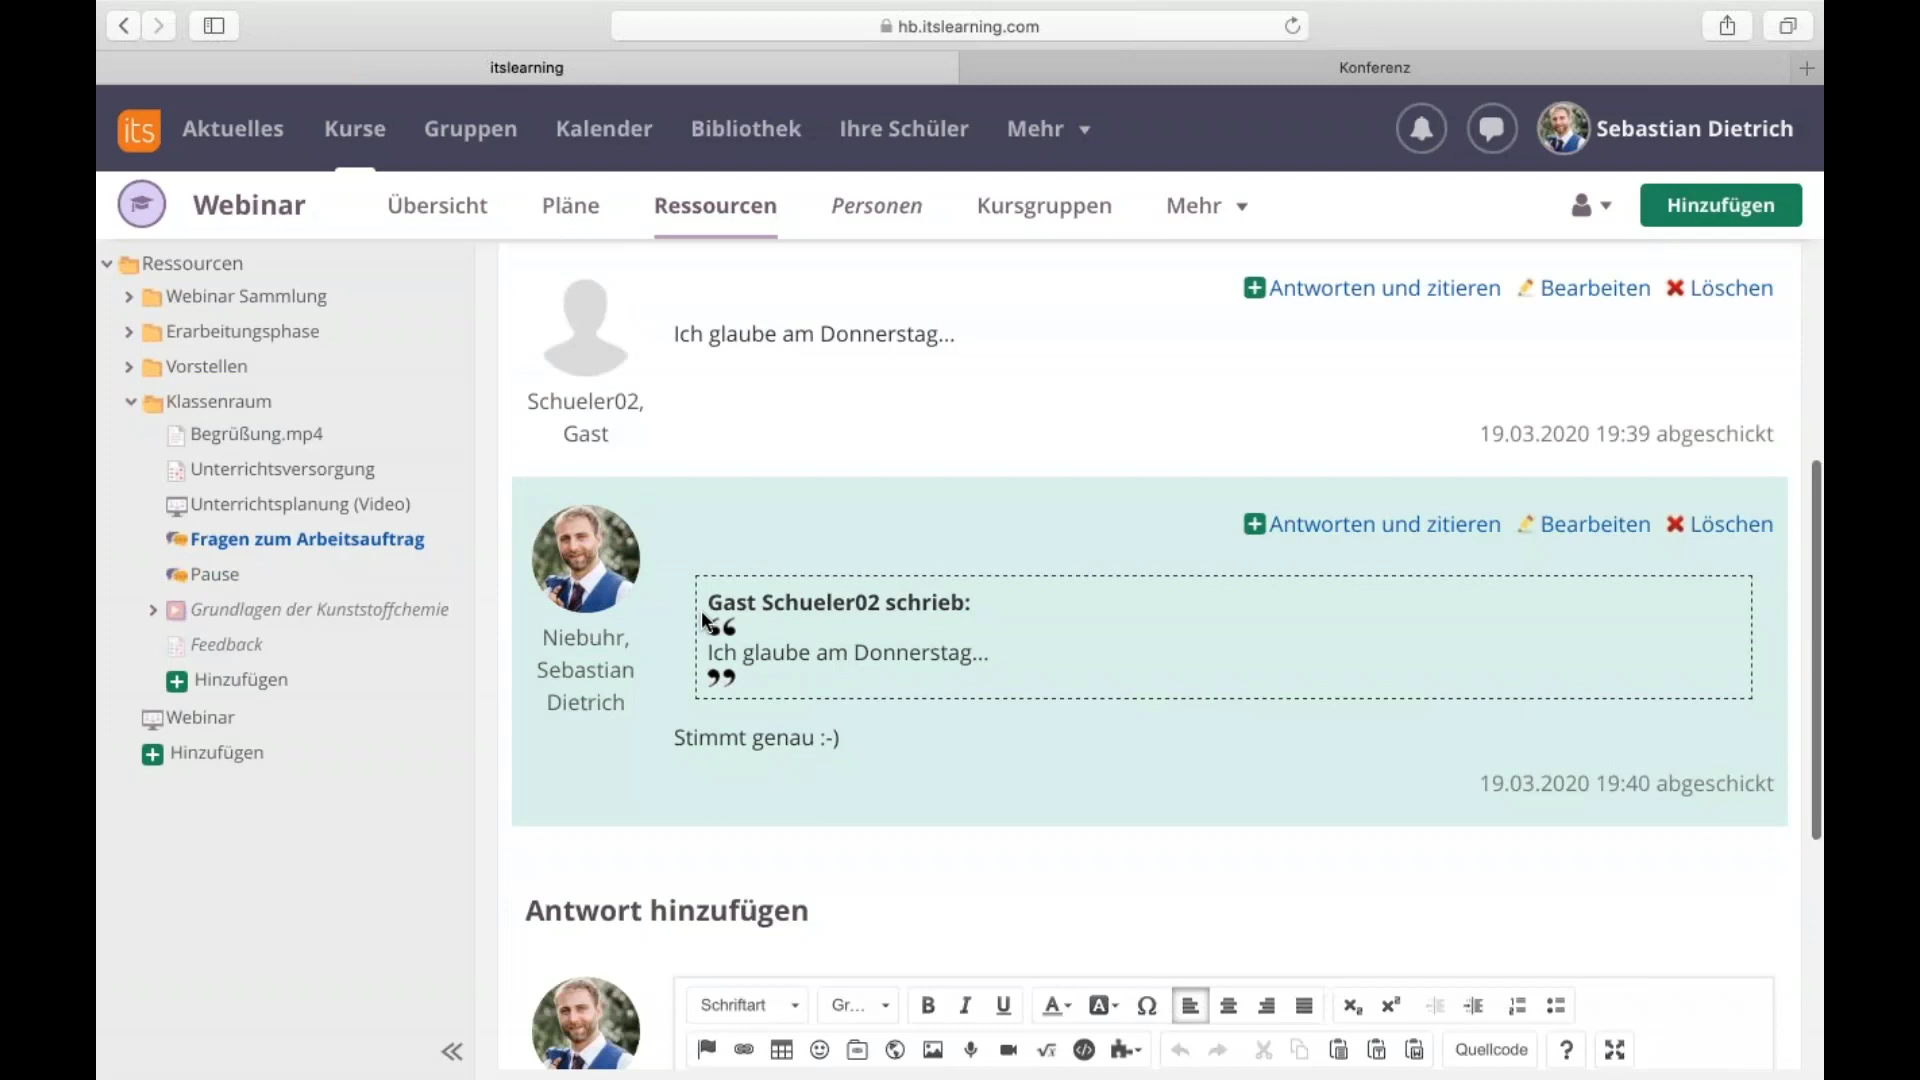 hb.itslearning.com
itslearning
Konferenz
its
Aktuelles
Kurse
Gruppen
Kalender
Bibliothek
Ihre Schüler
Mehr
Sebastian Dietrich
Webinar
Übersicht
Pläne
Ressourcen
Personen
Kursgruppen
Mehr
Hinzufügen
Ressourcen
Webinar Sammlung
Erarbeitungsphase
Vorstellen
Klassenraum
Begrüßung.mp4
Unterrichtsversorgung
Unterrichtsplanung (Video)
Fragen zum Arbeitsauftrag
Pause
Grundlagen der Kunststoffchemie
Feedback
Hinzufügen
Webinar
Hinzufügen
Antworten und zitieren Bearbeiten Löschen
Ich glaube am Donnerstag...
Schueler02,
Gast
19.03.2020 19:39 abgeschickt
Antworten und zitieren Bearbeiten Löschen
Gast Schueler02 schrieb:
“
Ich glaube am Donnerstag...
”
Niebuhr,
Sebastian
Dietrich
Stimmt genau :-)
19.03.2020 19:40 abgeschickt
Antwort hinzufügen
Schriftart Gr... B I U A A Ω x₂ x²
Quellcode ?